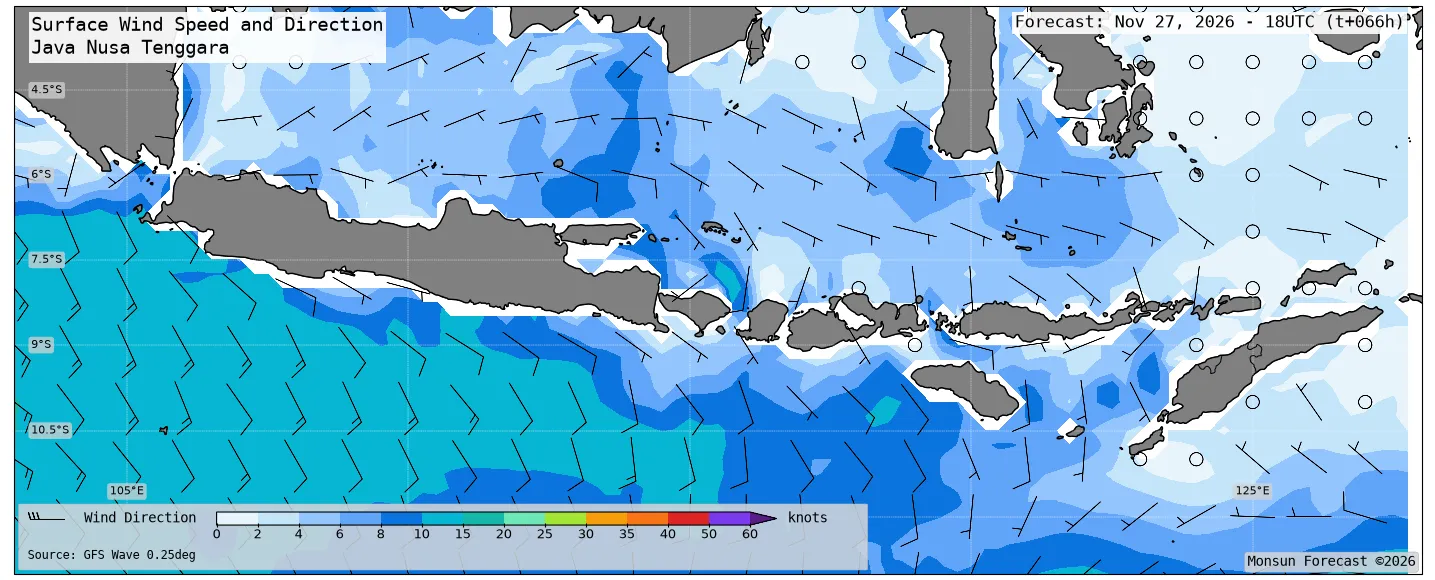 Surface Wind Speed and Direction
Java Nusa Tenggara
Forecast: Nov 27, 2026 - 18UTC (t+066h)
4.5°S
6°S
7.5°S
9°S
10.5°S
105°E
125°E
Wind Direction
0 2 4 6 8 10 15 20 25 30 35 40 50 60
knots
Source: GFS Wave 0.25deg
Monsun Forecast ©2026